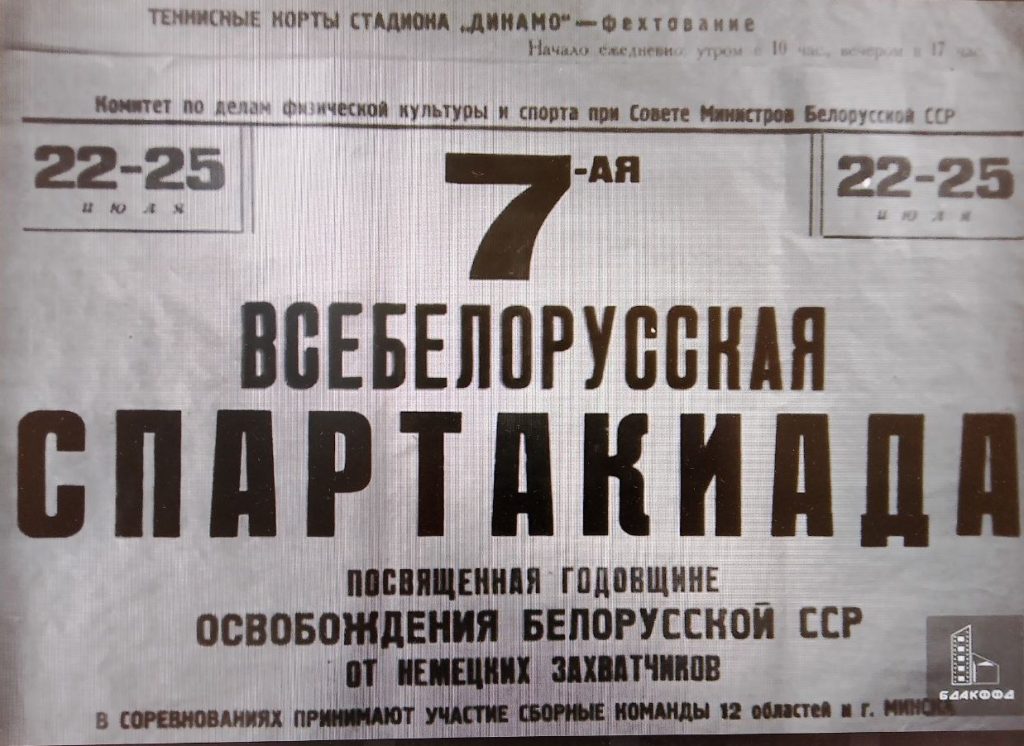 ТЕННИСНЫЕ КОРТЫ СТАДИОНА „ДИНАМО“ — фехтование
Начало ежедневно: утром в 10 час., вечером в 17 час.
Комитет по делам физической культуры и спорта при Совете Министров Белорусской ССР
22-25
июля
7-АЯ
22-25
июля
ВСЕБЕЛОРУССКАЯ
СПАРТАКИАДА
ПОСВЯЩЕННАЯ ГОДОВЩИНЕ
ОСВОБОЖДЕНИЯ БЕЛОРУССКОЙ ССР
ОТ НЕМЕЦКИХ ЗАХВАТЧИКОВ
В СОРЕВНОВАНИЯХ ПРИНИМАЮТ УЧАСТИЕ СБОРНЫЕ КОМАНДЫ 12 областей и г. МИНСКА
БДАКФФД